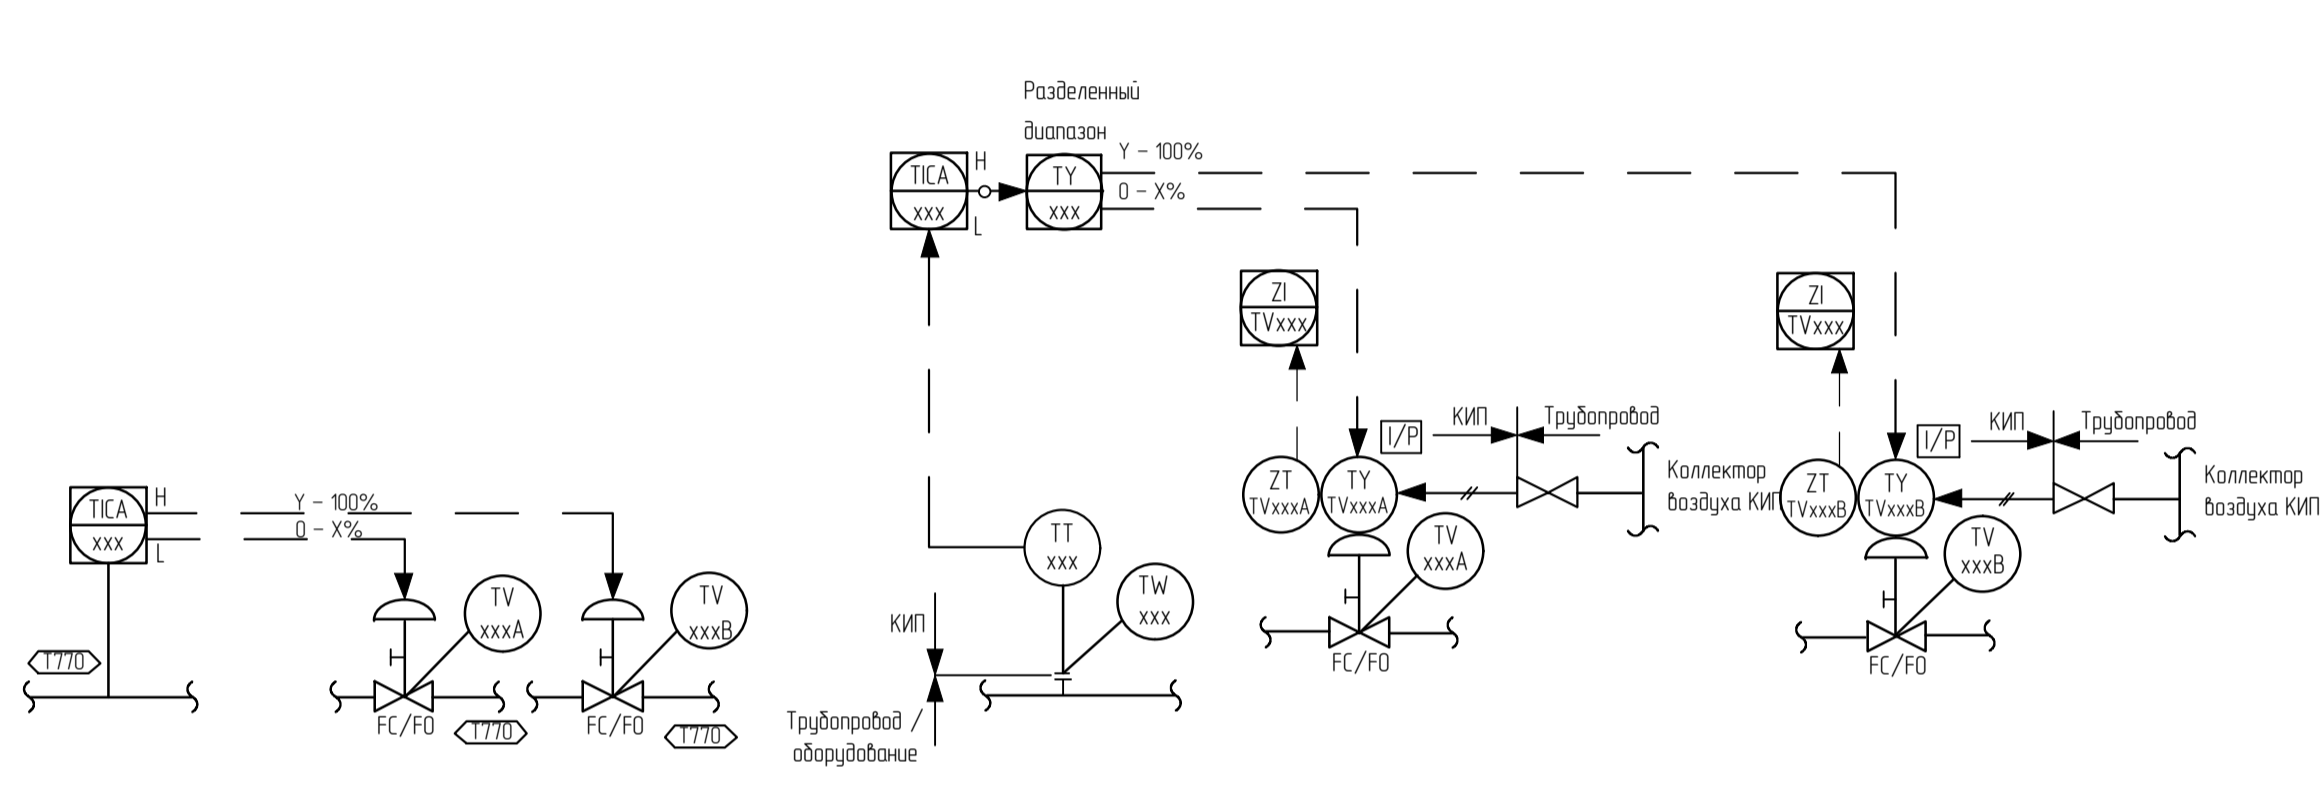 TICA
xxx
H
L
Y – 100%
0 – X%
TV
xxxA
TV
xxxB
T770
FC/FO
T770
FC/FO
T770
Разделенный
диапазон
TICA
xxx
H
L
TY
xxx
Y – 100%
0 – X%
TT
xxx
TW
xxx
КИП
Трубопровод /
оборудование
ZI
TVxxx
I/P
КИП
Трубопровод
ZT
TVxxxA
TY
TVxxxA
Коллектор
воздуха КИП
TV
xxxA
FC/FO
ZI
TVxxx
I/P
КИП
Трубопровод
ZT
TVxxxB
TY
TVxxxB
Коллектор
воздуха КИП
TV
xxxB
FC/FO